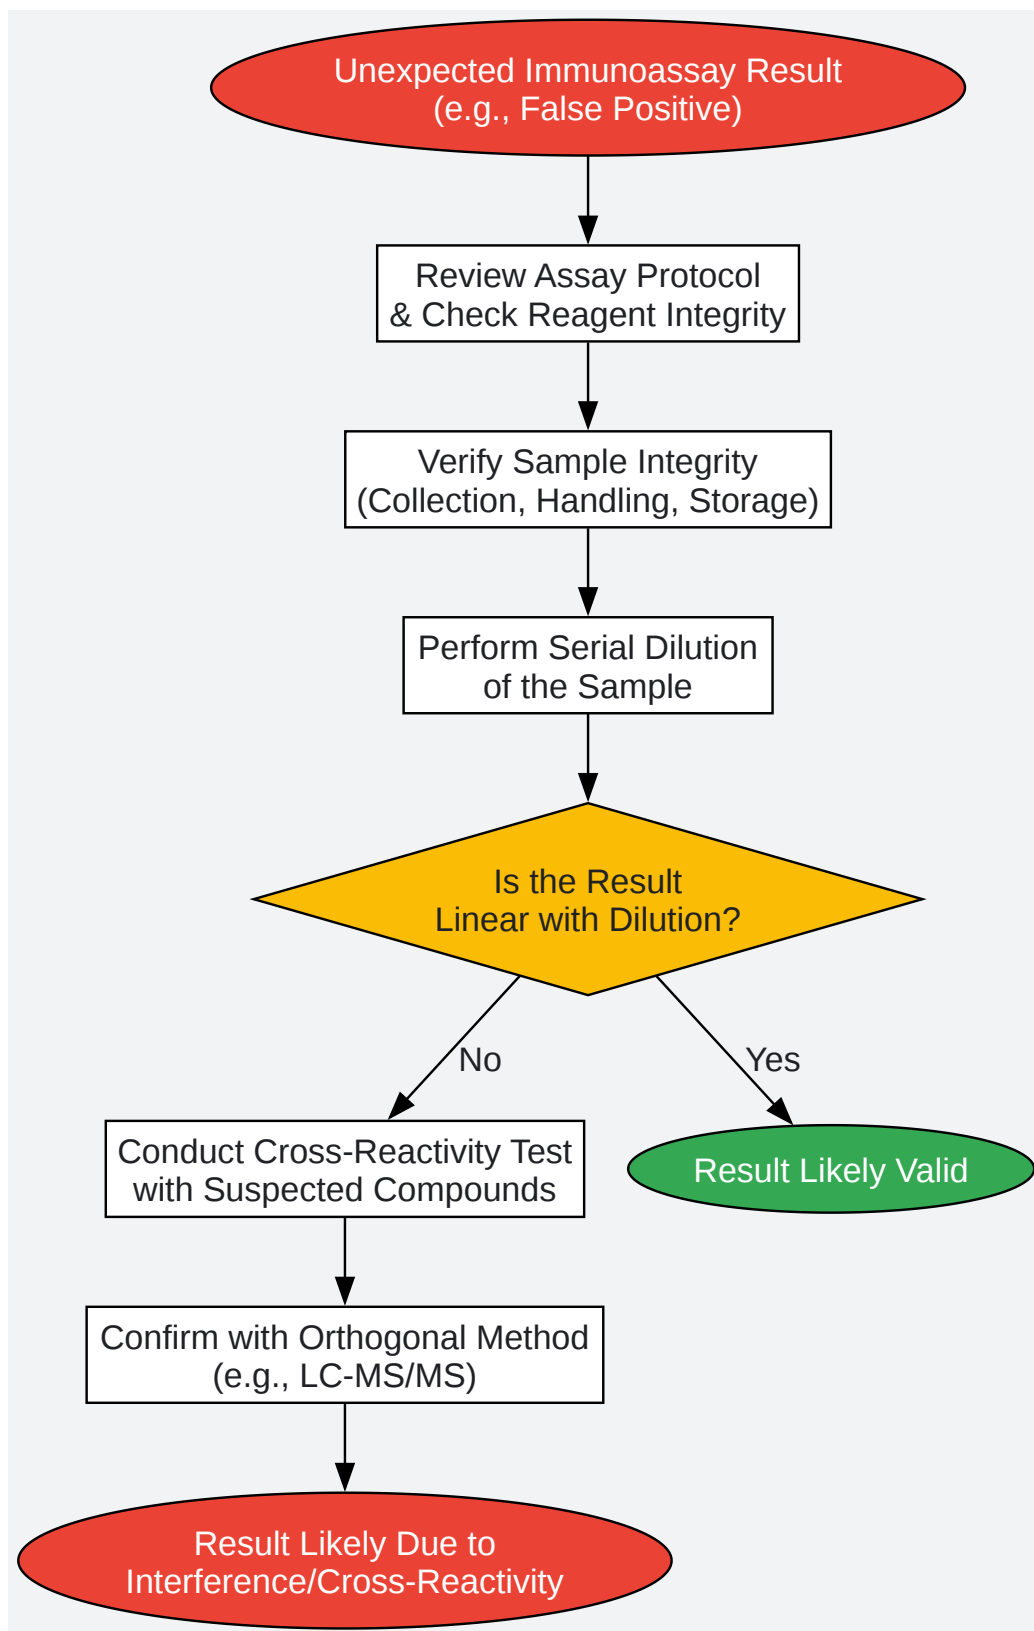 Unexpected Immunoassay Result
(e.g., False Positive)
Review Assay Protocol
& Check Reagent Integrity
Verify Sample Integrity
(Collection, Handling, Storage)
Perform Serial Dilution
of the Sample
Is the Result
Linear with Dilution?
No
Yes
Conduct Cross-Reactivity Test
with Suspected Compounds
Result Likely Valid
Confirm with Orthogonal Method
(e.g., LC-MS/MS)
Result Likely Due to
Interference/Cross-Reactivity